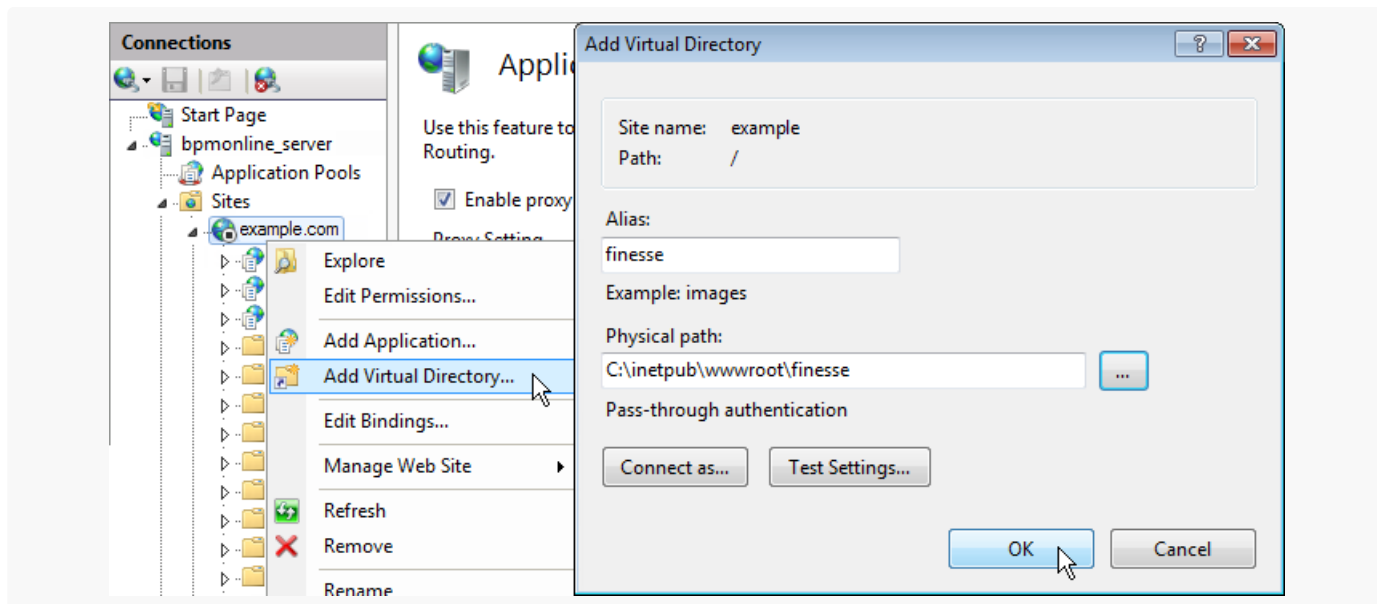 Connections
Start Page
bpmonline_server
Application Pools
Sites
example.com
Explore
Edit Permissions...
Add Application...
Add Virtual Directory...
Edit Bindings...
Manage Web Site
Refresh
Remove
Rename
Applic
Use this feature to
Routing.
Enable proxy
Proxy Setting
Add Virtual Directory
Site name: example
Path: /
Alias:
finesse
Example: images
Physical path:
C:\inetpub\wwwroot\finesse
...
Pass-through authentication
Connect as... Test Settings...
OK Cancel